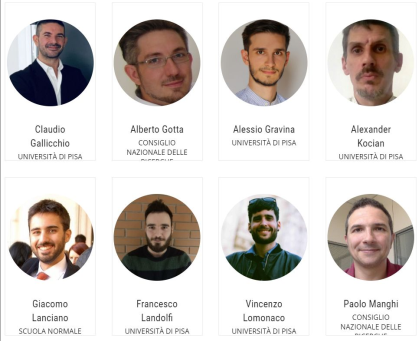 Claudio
Gallicchio
UNIVERSITÀ DI PISA
Alberto Gotta
CONSIGLIO
NAZIONALE DELLE
RICERCHE
Alessio Gravina
UNIVERSITÀ DI PISA
Alexander
Kocian
UNIVERSITÀ DI PISA
Giacomo
Lanciano
SCUOLA NORMALE
Francesco
Landolfi
UNIVERSITÀ DI PISA
Vincenzo
Lomonaco
UNIVERSITÀ DI PISA
Paolo Manghi
CONSIGLIO
NAZIONALE DELLE
RICERCHE